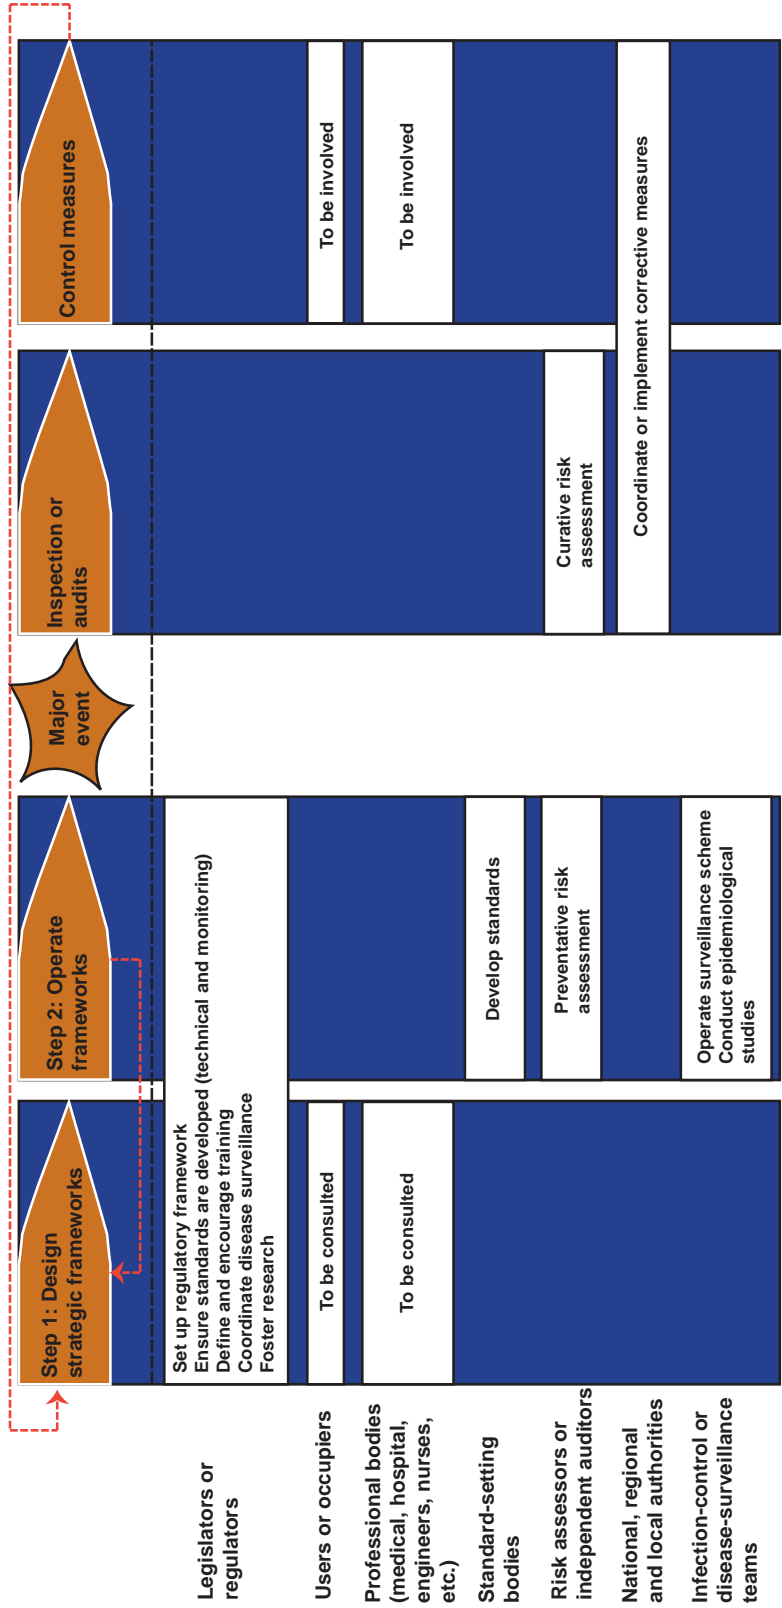 Step 1: Design
strategic frameworks
Step 2: Operate
frameworks
Major
event
Inspection or
audits
Control measures
Legislators or
regulators
Set up regulatory framework
Ensure standards are developed (technical and monitoring)
Define and encourage training
Coordinate disease surveillance
Foster research
Users or occupiers
To be consulted
To be involved
Professional bodies
(medical, hospital,
engineers, nurses,
etc.)
To be consulted
To be involved
Standard-setting
bodies
Develop standards
Risk assessors or
independent auditors
Preventative risk
assessment
Curative risk
assessment
National, regional
and local authorities
Coordinate or implement corrective measures
Infection-control or
disease-surveillance
teams
Operate surveillance scheme
Conduct epidemiological
studies